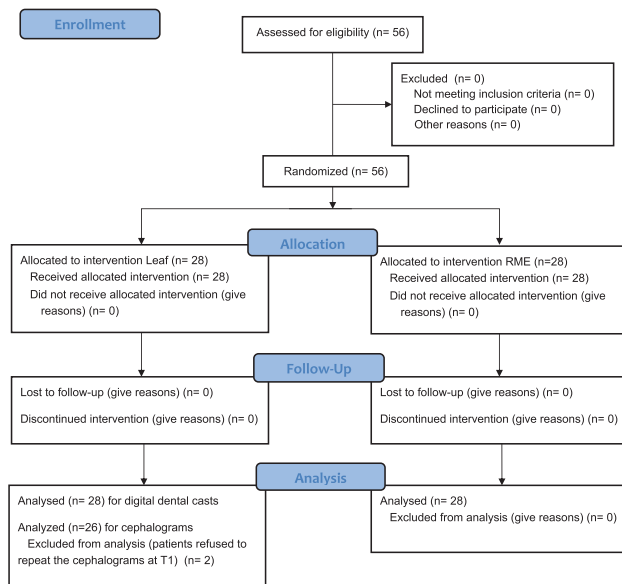 Enrollment
Assessed for eligibility (n= 56)
Excluded (n= 0)
Not meeting inclusion criteria (n= 0)
Declined to participate (n= 0)
Other reasons (n= 0)
Randomized (n= 56)
Allocation
Allocated to intervention Leaf (n= 28)
Received allocated intervention (n= 28)
Did not receive allocated intervention (give
reasons) (n= 0)
Allocated to intervention RME (n=28)
Received allocated intervention (n= 28)
Did not receive allocated intervention (give
reasons) (n= 0)
Follow-Up
Lost to follow-up (give reasons) (n= 0)
Discontinued intervention (give reasons) (n= 0)
Lost to follow-up (give reasons) (n= 0)
Discontinued intervention (give reasons) (n= 0)
Analysis
Analysed (n= 28) for digital dental casts
Analyzed (n=26) for cephalograms
Excluded from analysis (patients refused to
repeat the cephalograms at T1) (n= 2)
Analysed (n= 28)
Excluded from analysis (give reasons) (n= 0)